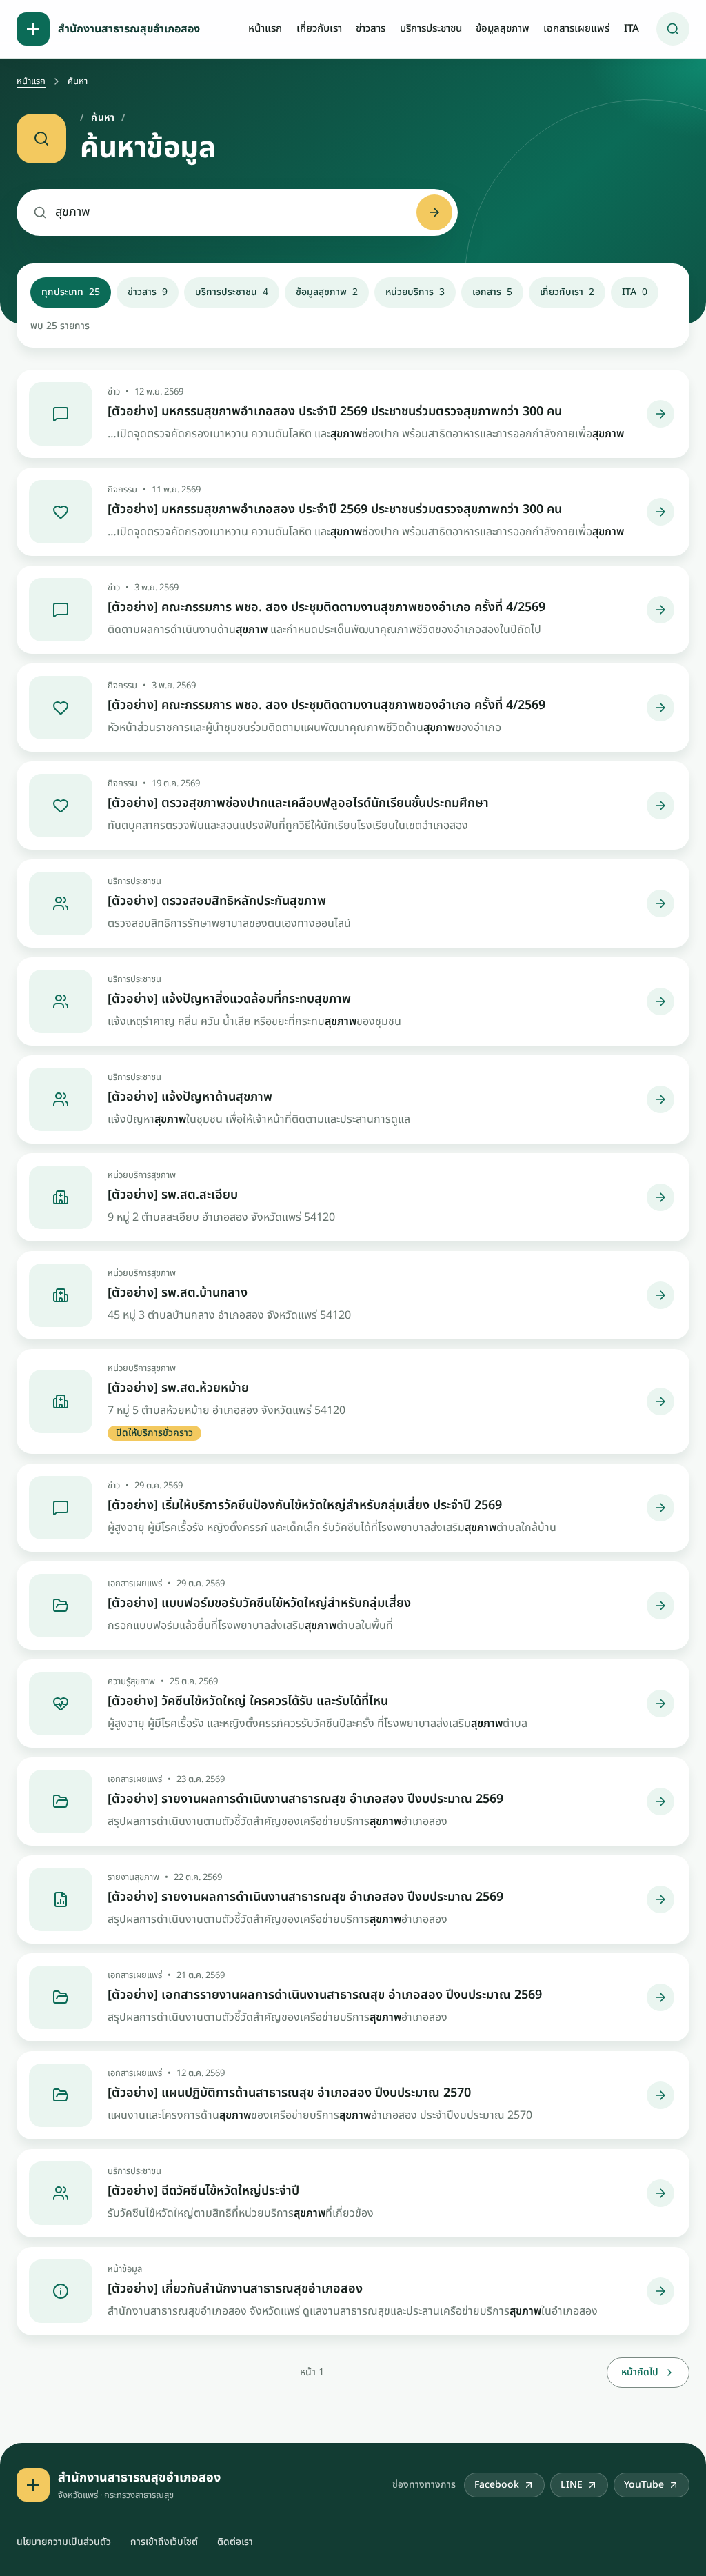 สำนักงานสาธารณสุขอำเภอสอง
หน้าแรก เกี่ยวกับเรา ข่าวสาร บริการประชาชน ข้อมูลสุขภาพ เอกสารเผยแพร่ ITA
หน้าแรก ค้นหา
/ ค้นหา /
ค้นหาข้อมูล
สุขภาพ
ทุกประเภท 25 ข่าวสาร 9 บริการประชาชน 4 ข้อมูลสุขภาพ 2 หน่วยบริการ 3 เอกสาร 5 เกี่ยวกับเรา 2 ITA 0
พบ 25 รายการ
ข่าว • 12 พ.ย. 2569
[ตัวอย่าง] มหกรรมสุขภาพอำเภอสอง ประจำปี 2569 ประชาชนร่วมตรวจสุขภาพกว่า 300 คน
…เปิดจุดตรวจคัดกรองเบาหวาน ความดันโลหิต และสุขภาพช่องปาก พร้อมสาธิตอาหารและการออกกำลังกายเพื่อสุขภาพ
กิจกรรม • 11 พ.ย. 2569
[ตัวอย่าง] มหกรรมสุขภาพอำเภอสอง ประจำปี 2569 ประชาชนร่วมตรวจสุขภาพกว่า 300 คน
…เปิดจุดตรวจคัดกรองเบาหวาน ความดันโลหิต และสุขภาพช่องปาก พร้อมสาธิตอาหารและการออกกำลังกายเพื่อสุขภาพ
ข่าว • 3 พ.ย. 2569
[ตัวอย่าง] คณะกรรมการ พชอ. สอง ประชุมติดตามงานสุขภาพของอำเภอ ครั้งที่ 4/2569
ติดตามผลการดำเนินงานด้านสุขภาพ และกำหนดประเด็นพัฒนาคุณภาพชีวิตของอำเภอสองในปีถัดไป
กิจกรรม • 3 พ.ย. 2569
[ตัวอย่าง] คณะกรรมการ พชอ. สอง ประชุมติดตามงานสุขภาพของอำเภอ ครั้งที่ 4/2569
หัวหน้าส่วนราชการและผู้นำชุมชนร่วมติดตามแผนพัฒนาคุณภาพชีวิตด้านสุขภาพของอำเภอ
กิจกรรม • 19 ต.ค. 2569
[ตัวอย่าง] ตรวจสุขภาพช่องปากและเคลือบฟลูออไรด์นักเรียนชั้นประถมศึกษา
ทันตบุคลากรตรวจฟันและสอนแปรงฟันที่ถูกวิธีให้นักเรียนโรงเรียนในเขตอำเภอสอง
บริการประชาชน
[ตัวอย่าง] ตรวจสอบสิทธิหลักประกันสุขภาพ
ตรวจสอบสิทธิการรักษาพยาบาลของตนเองทางออนไลน์
บริการประชาชน
[ตัวอย่าง] แจ้งปัญหาสิ่งแวดล้อมที่กระทบสุขภาพ
แจ้งเหตุรำคาญ กลิ่น ควัน น้ำเสีย หรือขยะที่กระทบสุขภาพของชุมชน
บริการประชาชน
[ตัวอย่าง] แจ้งปัญหาด้านสุขภาพ
แจ้งปัญหาสุขภาพในชุมชน เพื่อให้เจ้าหน้าที่ติดตามและประสานการดูแล
หน่วยบริการสุขภาพ
[ตัวอย่าง] รพ.สต.สะเอียบ
9 หมู่ 2 ตำบลสะเอียบ อำเภอสอง จังหวัดแพร่ 54120
หน่วยบริการสุขภาพ
[ตัวอย่าง] รพ.สต.บ้านกลาง
45 หมู่ 3 ตำบลบ้านกลาง อำเภอสอง จังหวัดแพร่ 54120
หน่วยบริการสุขภาพ
[ตัวอย่าง] รพ.สต.ห้วยหม้าย
7 หมู่ 5 ตำบลห้วยหม้าย อำเภอสอง จังหวัดแพร่ 54120
ปิดให้บริการชั่วคราว
ข่าว • 29 ต.ค. 2569
[ตัวอย่าง] เริ่มให้บริการวัคซีนป้องกันไข้หวัดใหญ่สำหรับกลุ่มเสี่ยง ประจำปี 2569
ผู้สูงอายุ ผู้มีโรคเรื้อรัง หญิงตั้งครรภ์ และเด็กเล็ก รับวัคซีนได้ที่โรงพยาบาลส่งเสริมสุขภาพตำบลใกล้บ้าน
เอกสารเผยแพร่ • 29 ต.ค. 2569
[ตัวอย่าง] แบบฟอร์มขอรับวัคซีนไข้หวัดใหญ่สำหรับกลุ่มเสี่ยง
กรอกแบบฟอร์มแล้วยื่นที่โรงพยาบาลส่งเสริมสุขภาพตำบลในพื้นที่
ความรู้สุขภาพ • 25 ต.ค. 2569
[ตัวอย่าง] วัคซีนไข้หวัดใหญ่ ใครควรได้รับ และรับได้ที่ไหน
ผู้สูงอายุ ผู้มีโรคเรื้อรัง และหญิงตั้งครรภ์ควรรับวัคซีนปีละครั้ง ที่โรงพยาบาลส่งเสริมสุขภาพตำบล
เอกสารเผยแพร่ • 23 ต.ค. 2569
[ตัวอย่าง] รายงานผลการดำเนินงานสาธารณสุข อำเภอสอง ปีงบประมาณ 2569
สรุปผลการดำเนินงานตามตัวชี้วัดสำคัญของเครือข่ายบริการสุขภาพอำเภอสอง
รายงานสุขภาพ • 22 ต.ค. 2569
[ตัวอย่าง] รายงานผลการดำเนินงานสาธารณสุข อำเภอสอง ปีงบประมาณ 2569
สรุปผลการดำเนินงานตามตัวชี้วัดสำคัญของเครือข่ายบริการสุขภาพอำเภอสอง
เอกสารเผยแพร่ • 21 ต.ค. 2569
[ตัวอย่าง] เอกสารรายงานผลการดำเนินงานสาธารณสุข อำเภอสอง ปีงบประมาณ 2569
สรุปผลการดำเนินงานตามตัวชี้วัดสำคัญของเครือข่ายบริการสุขภาพอำเภอสอง
เอกสารเผยแพร่ • 12 ต.ค. 2569
[ตัวอย่าง] แผนปฏิบัติการด้านสาธารณสุข อำเภอสอง ปีงบประมาณ 2570
แผนงานและโครงการด้านสุขภาพของเครือข่ายบริการสุขภาพอำเภอสอง ประจำปีงบประมาณ 2570
บริการประชาชน
[ตัวอย่าง] ฉีดวัคซีนไข้หวัดใหญ่ประจำปี
รับวัคซีนไข้หวัดใหญ่ตามสิทธิที่หน่วยบริการสุขภาพที่เกี่ยวข้อง
หน้าข้อมูล
[ตัวอย่าง] เกี่ยวกับสำนักงานสาธารณสุขอำเภอสอง
สำนักงานสาธารณสุขอำเภอสอง จังหวัดแพร่ ดูแลงานสาธารณสุขและประสานเครือข่ายบริการสุขภาพในอำเภอสอง
หน้า 1 หน้าถัดไป
สำนักงานสาธารณสุขอำเภอสอง
จังหวัดแพร่ · กระทรวงสาธารณสุข
ช่องทางทางการ Facebook LINE YouTube
นโยบายความเป็นส่วนตัว การเข้าถึงเว็บไซต์ ติดต่อเรา